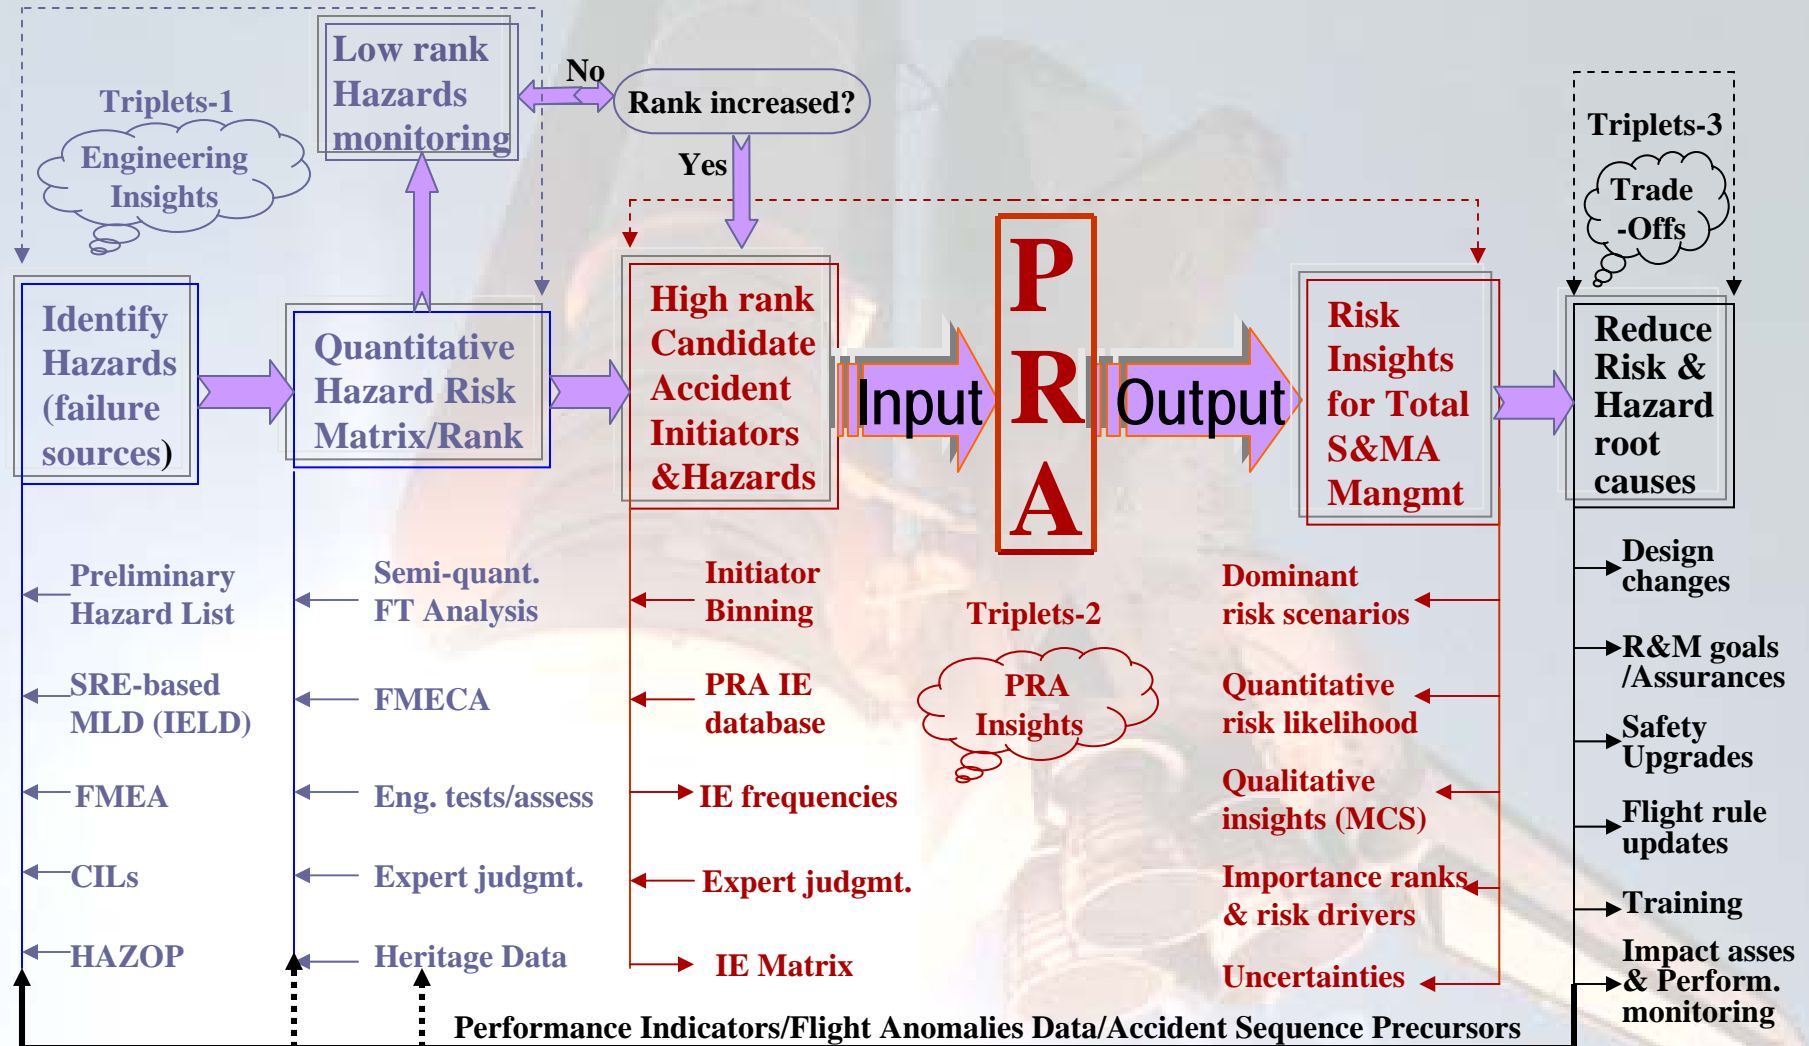 Low rank
Hazards
monitoring
No
Rank increased?
Yes
Triplets-1
Engineering
Insights
Triplets-3
Trade
-Offs
Identify
Hazards
(failure
sources)
Quantitative
Hazard Risk
Matrix/Rank
High rank
Candidate
Accident
Initiators
&Hazards
Input
P
R
A
Output
Risk
Insights
for Total
S&MA
Mangmt
Reduce
Risk &
Hazard
root
causes
Preliminary
Hazard List
SRE-based
MLD (IELD)
FMEA
CILs
HAZOP
Semi-quant.
FT Analysis
FMECA
Eng. tests/assess
Expert judgmt.
Heritage Data
Initiator
Binning
PRA IE
database
IE frequencies
Expert judgmt.
IE Matrix
Triplets-2
PRA
Insights
Dominant
risk scenarios
Quantitative
risk likelihood
Qualitative
insights (MCS)
Importance ranks
& risk drivers
Uncertainties
Design
changes
R&M goals
/Assurances
Safety
Upgrades
Flight rule
updates
Training
Impact asses
& Perform.
monitoring
Performance Indicators/Flight Anomalies Data/Accident Sequence Precursors